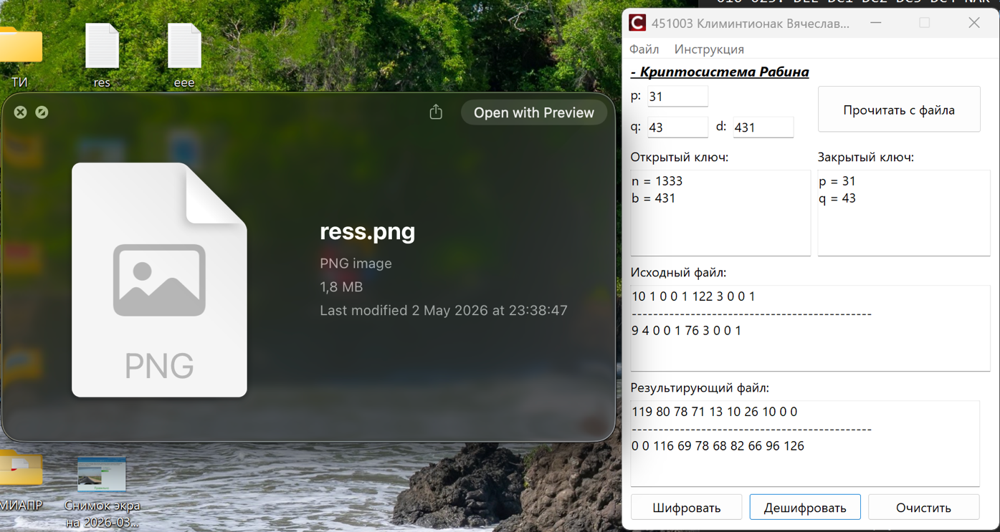 ТИ
res
eee
Open with Preview
ress.png
PNG image
1,8 MB
Last modified 2 May 2026 at 23:38:47
PNG
МИАПР
Снимок экра
на 2026-03...
451003 Климинтионак Вячеслав...
Файл Инструкция
- Криптосистема Рабина
p: 31
Прочитать с файла
q: 43 d: 431
Открытый ключ: Закрытый ключ:
n = 1333 p = 31
b = 431 q = 43
Исходный файл:
10 1 0 0 1 122 3 0 0 1
---------------------------------------------
9 4 0 0 1 76 3 0 0 1
Результирующий файл:
119 80 78 71 13 10 26 10 0 0
---------------------------------------------
0 0 116 69 78 68 82 66 96 126
Шифровать Дешифровать Очистить